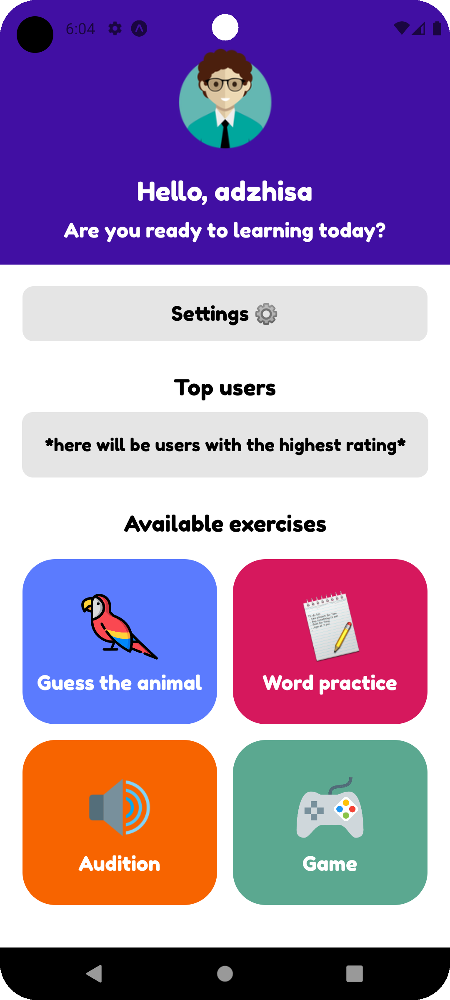 6:04
Hello, adzhisa
Are you ready to learning today?
Settings
Top users
*here will be users with the highest rating*
Available exercises
Guess the animal
Word practice
Audition
Game